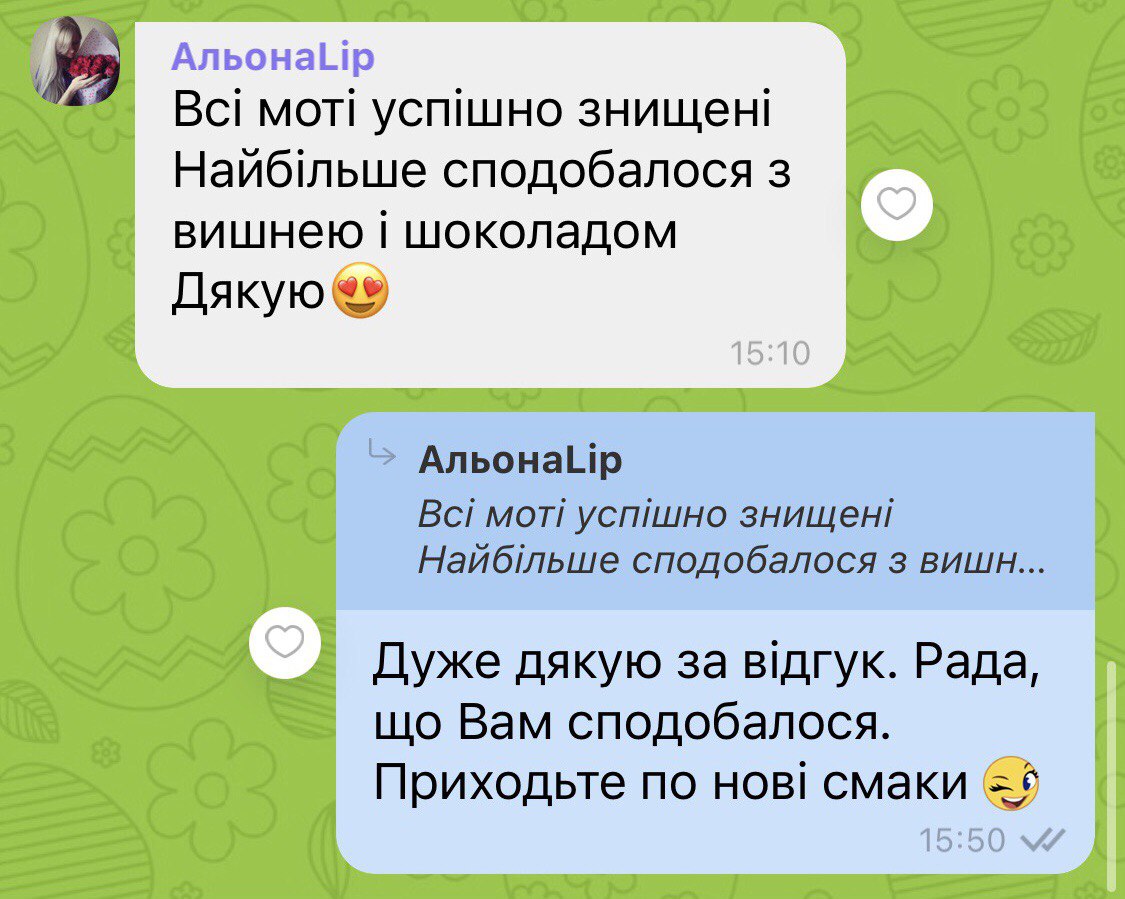 АльонаLip
Всі моті успішно знищені
Найбільше сподобалося з
вишнею і шоколадом
Дякую😍
15:10
АльонаLip
Всі моті успішно знищені
Найбільше сподобалося з вишн...
Дуже дякую за відгук. Рада,
що Вам сподобалося.
Приходьте по нові смаки 😉
15:50